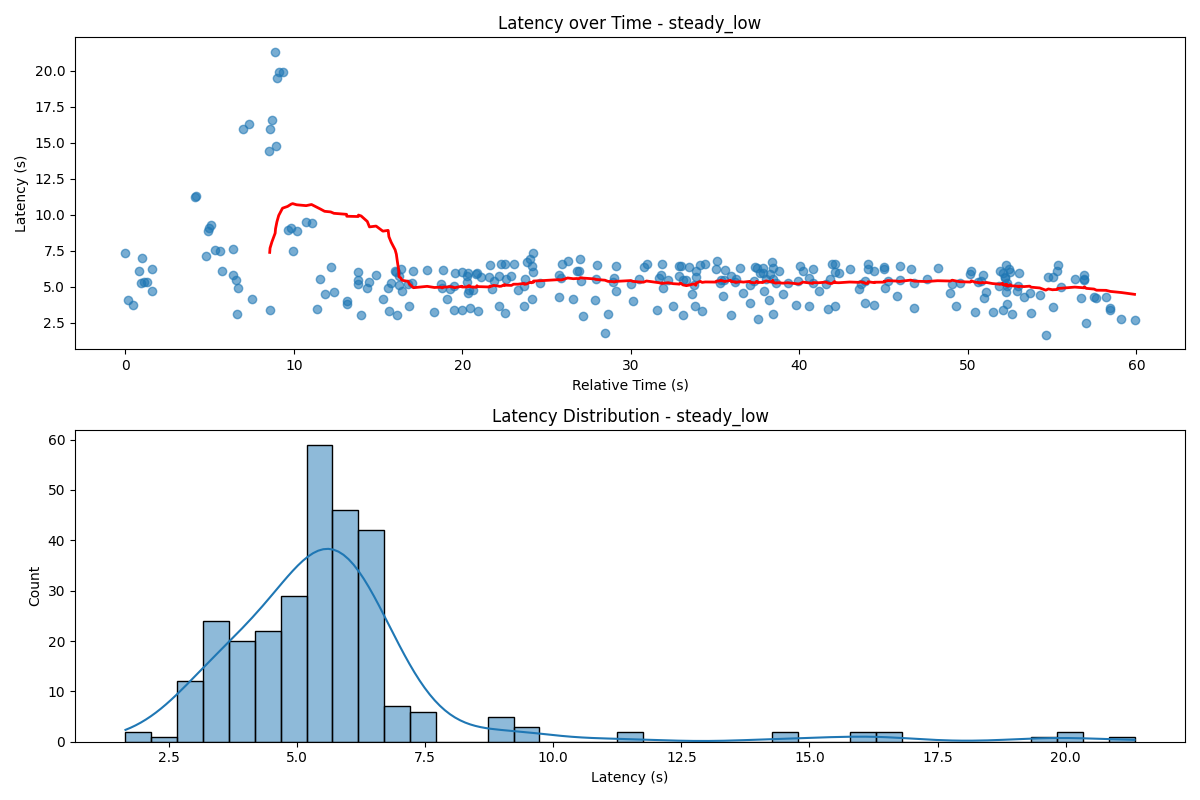 Latency over Time - steady_low
Latency (s)
20.0
17.5
15.0
12.5
10.0
7.5
5.0
2.5
0 10 20 30 40 50 60
Relative Time (s)
Latency Distribution - steady_low
Count
60
50
40
30
20
10
0
2.5 5.0 7.5 10.0 12.5 15.0 17.5 20.0
Latency (s)